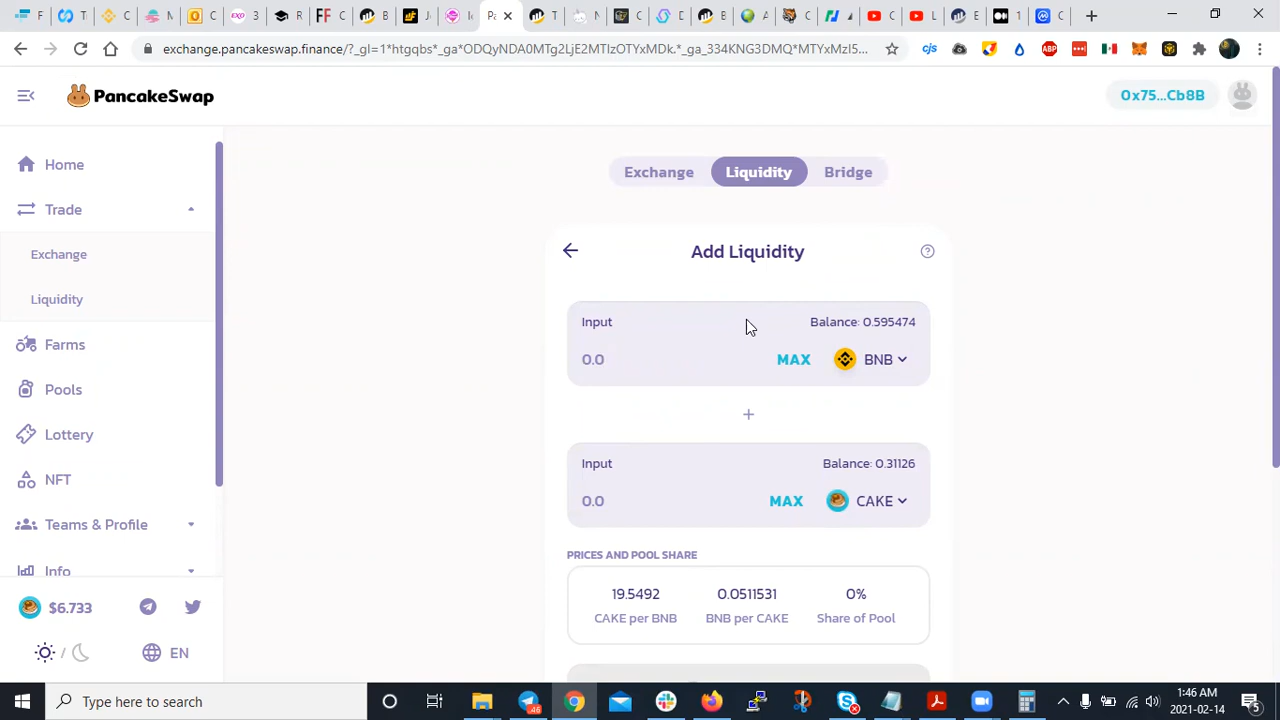 exchange.pancakeswap.finance/?_gl=1*htgqbs*_ga*ODQyNDA0MTg2LjE2MTIzOTYxMDk.*_ga_334KNG3DMQ*MTYxMzI5...
PancakeSwap
0x75...Cb8B
Home
Exchange
Liquidity
Bridge
Trade
Exchange
Add Liquidity
Liquidity
Input
Balance: 0.595474
Farms
0.0
MAX
BNB
Pools
+
Lottery
Input
Balance: 0.31126
NFT
0.0
MAX
CAKE
Teams & Profile
PRICES AND POOL SHARE
Info
19.5492
0.0511531
0%
$6.733
CAKE per BNB
BNB per CAKE
Share of Pool
EN
Type here to search
46
1:46 AM
2021-02-14
5